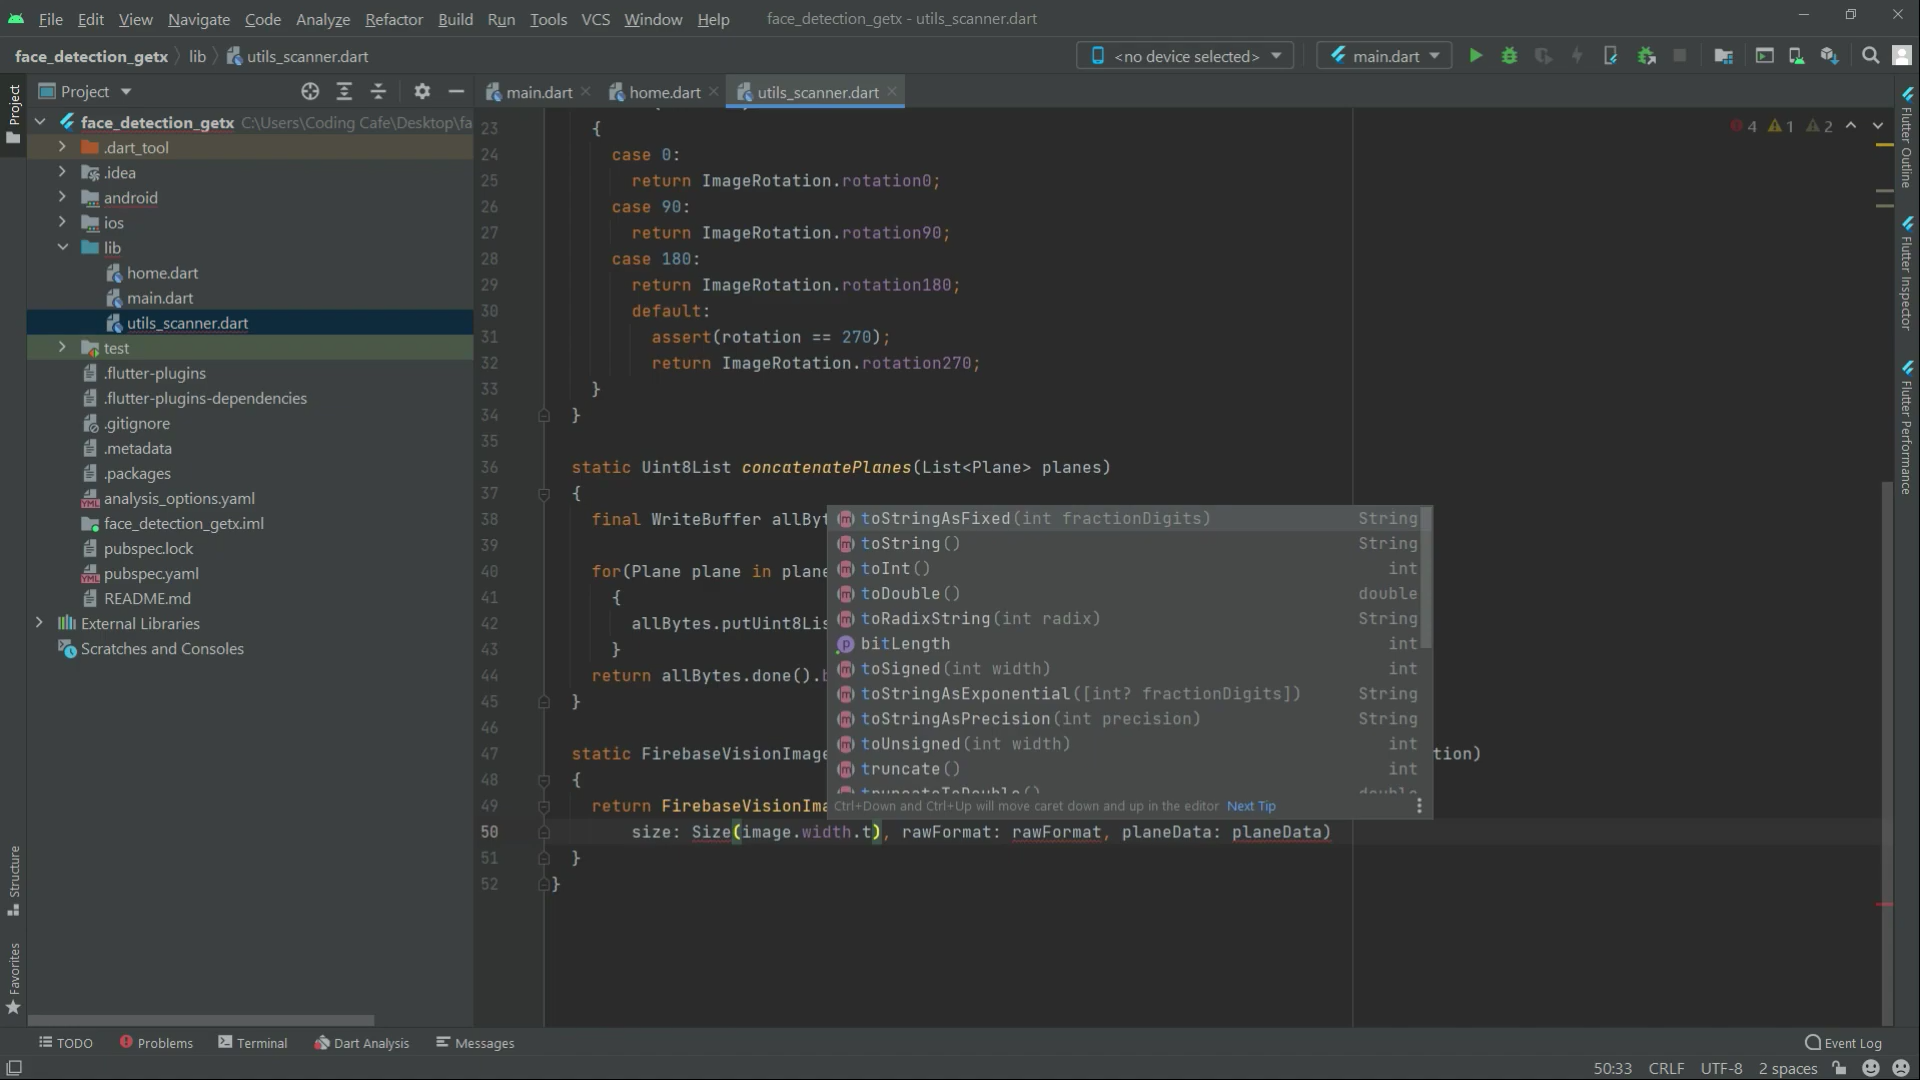 File Edit View Navigate Code Analyze Refactor Build Run Tools VCS Window Help face_detection_getx - utils_scanner.dart
face_detection_getx lib utils_scanner.dart <no device selected> main.dart
Project
main.dart home.dart utils_scanner.dart
Project
face_detection_getx C:\Users\Coding Cafe\Desktop\fa
.dart_tool
.idea
android
ios
lib
home.dart
main.dart
utils_scanner.dart
test
.flutter-plugins
.flutter-plugins-dependencies
.gitignore
.metadata
.packages
analysis_options.yaml
face_detection_getx.iml
pubspec.lock
pubspec.yaml
README.md
External Libraries
Scratches and Consoles
Structure
Favorites
4 1 2
23 {
24 case 0:
25 return ImageRotation.rotation0;
26 case 90:
27 return ImageRotation.rotation90;
28 case 180:
29 return ImageRotation.rotation180;
30 default:
31 assert(rotation == 270);
32 return ImageRotation.rotation270;
33 }
34 }
35
36 static Uint8List concatenatePlanes(List<Plane> planes)
37 {
38 final WriteBuffer allByt
39
40 for(Plane plane in plane
41 {
42 allBytes.putUint8Lis
43 }
44 return allBytes.done().b
45 }
46
47 static FirebaseVisionImage tion)
48 {
49 return FirebaseVisionIma
50 size: Size(image.width.t), rawFormat: rawFormat, planeData: planeData)
51 }
52 }
toStringAsFixed(int fractionDigits) String
toString() String
toInt() int
toDouble() double
toRadixString(int radix) String
bitLength int
toSigned(int width) int
toStringAsExponential([int? fractionDigits]) String
toStringAsPrecision(int precision) String
toUnsigned(int width) int
truncate() int
truncateToDouble() double
Ctrl+Down and Ctrl+Up will move caret down and up in the editor Next Tip
Flutter Outline
Flutter Inspector
Flutter Performance
TODO Problems Terminal Dart Analysis Messages Event Log
50:33 CRLF UTF-8 2 spaces